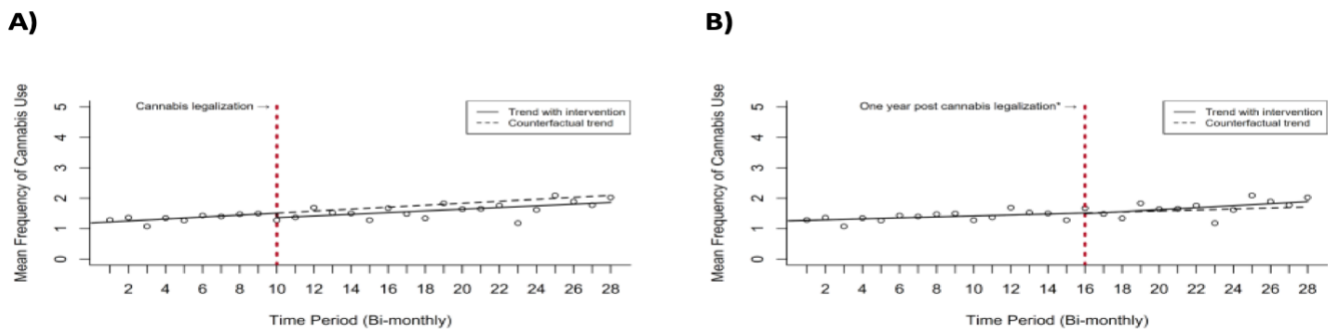 A)
Mean Frequency of Cannabis Use
5
4
3
2
1
0
Cannabis legalization →
Trend with intervention
Counterfactual trend
2 4 6 8 10 12 14 16 18 20 22 24 26 28
Time Period (Bi-monthly)
B)
Mean Frequency of Cannabis Use
5
4
3
2
1
0
One year post cannabis legalization* →
Trend with intervention
Counterfactual trend
2 4 6 8 10 12 14 16 18 20 22 24 26 28
Time Period (Bi-monthly)